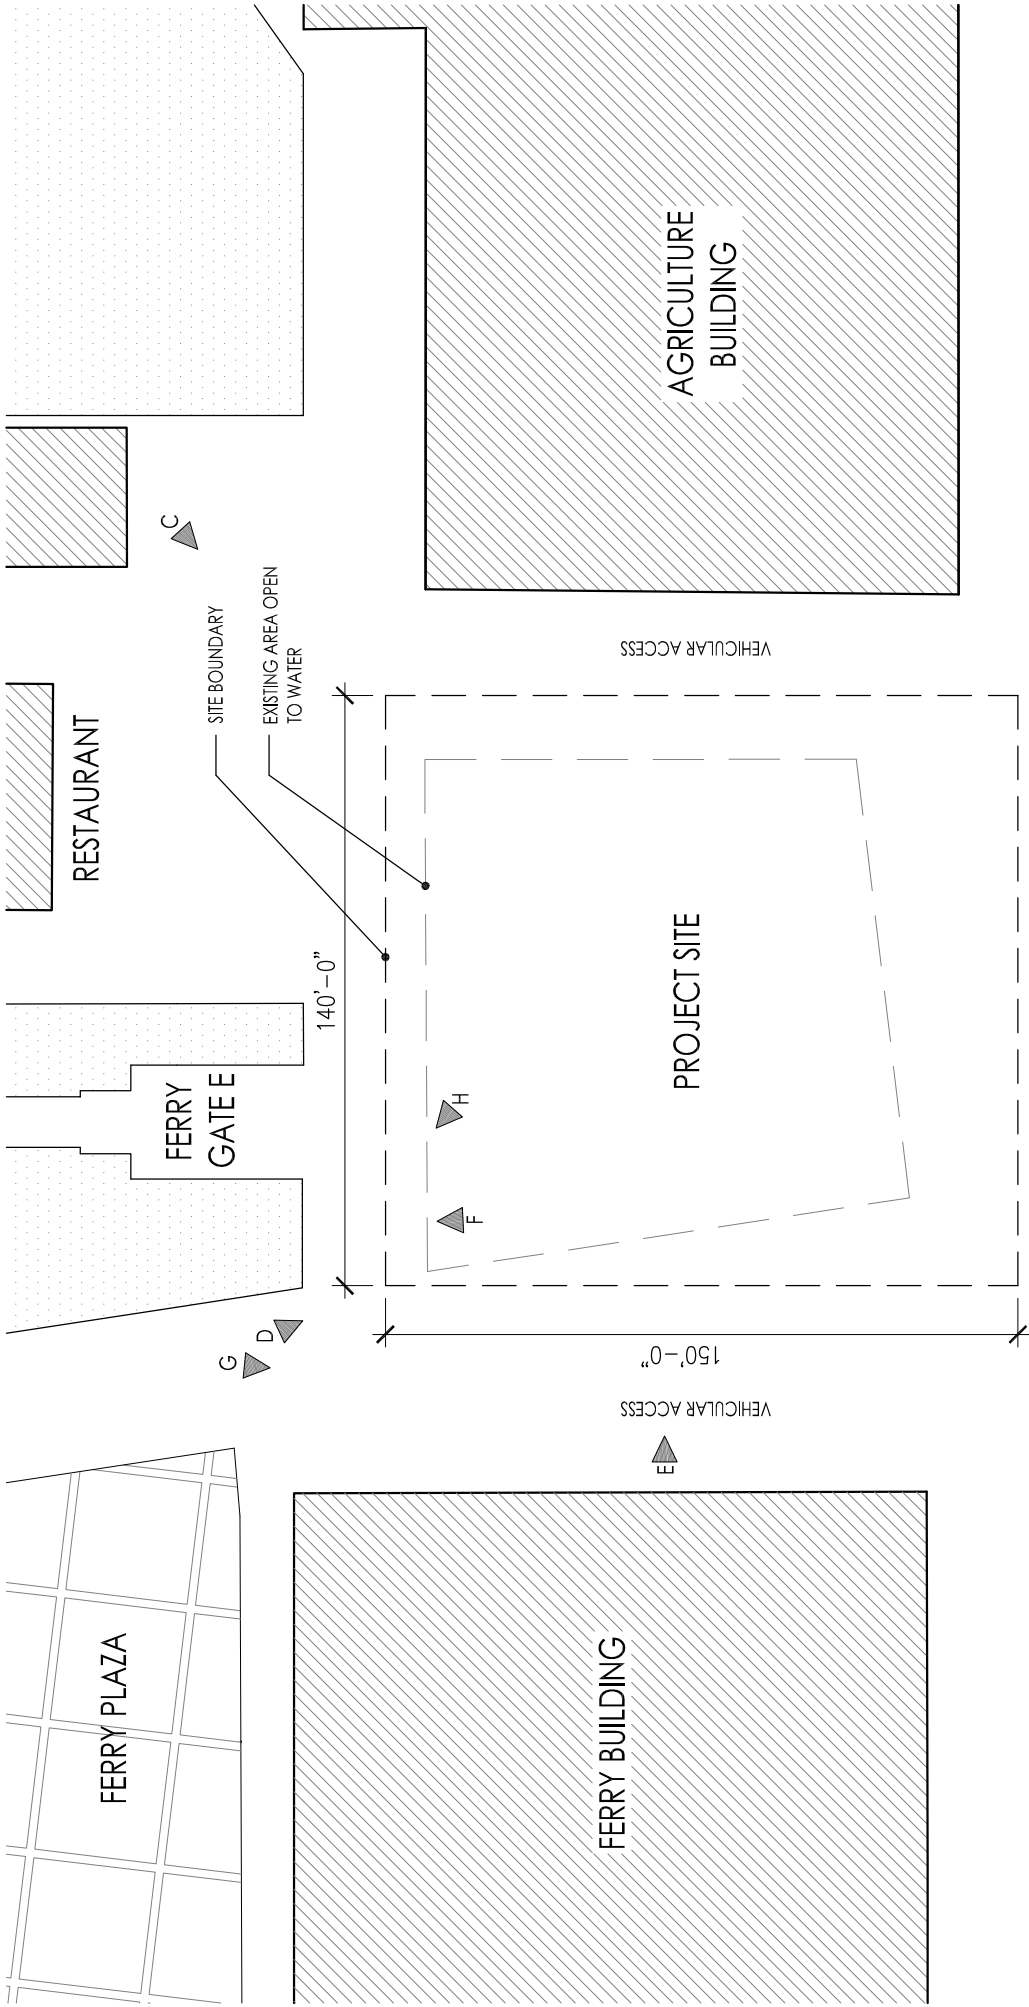 FERRY PLAZA
FERRY
GATE E
RESTAURANT
G
D
C
SITE BOUNDARY
EXISTING AREA OPEN
TO WATER
140'-0"
150'-0"
F
H
E
VEHICULAR ACCESS
VEHICULAR ACCESS
FERRY BUILDING
PROJECT SITE
AGRICULTURE
BUILDING